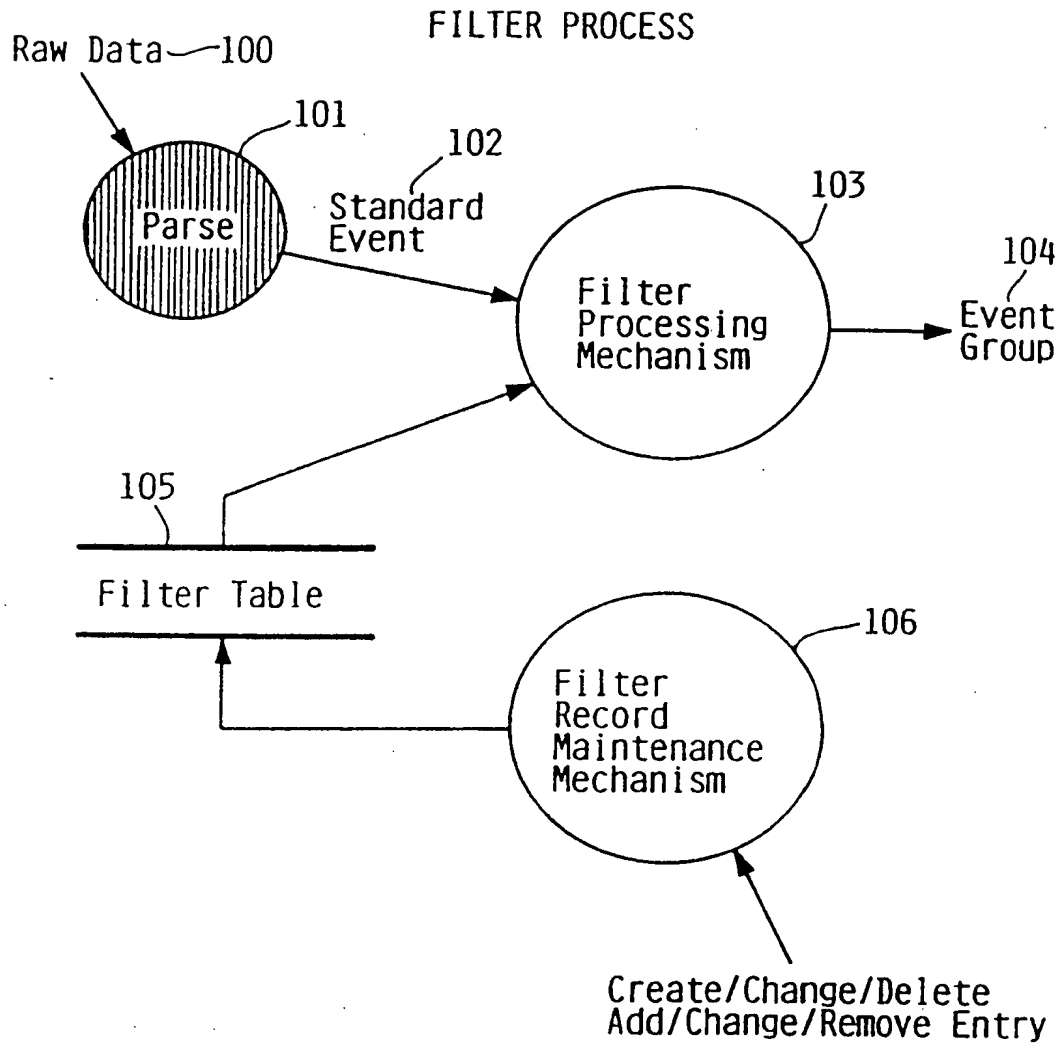 FILTER PROCESS
Raw Data 100
101
Parse
102
Standard
Event
103
Filter
Processing
Mechanism
104
Event
Group
105
Filter Table
106
Filter
Record
Maintenance
Mechanism
Create/Change/Delete
Add/Change/Remove Entry